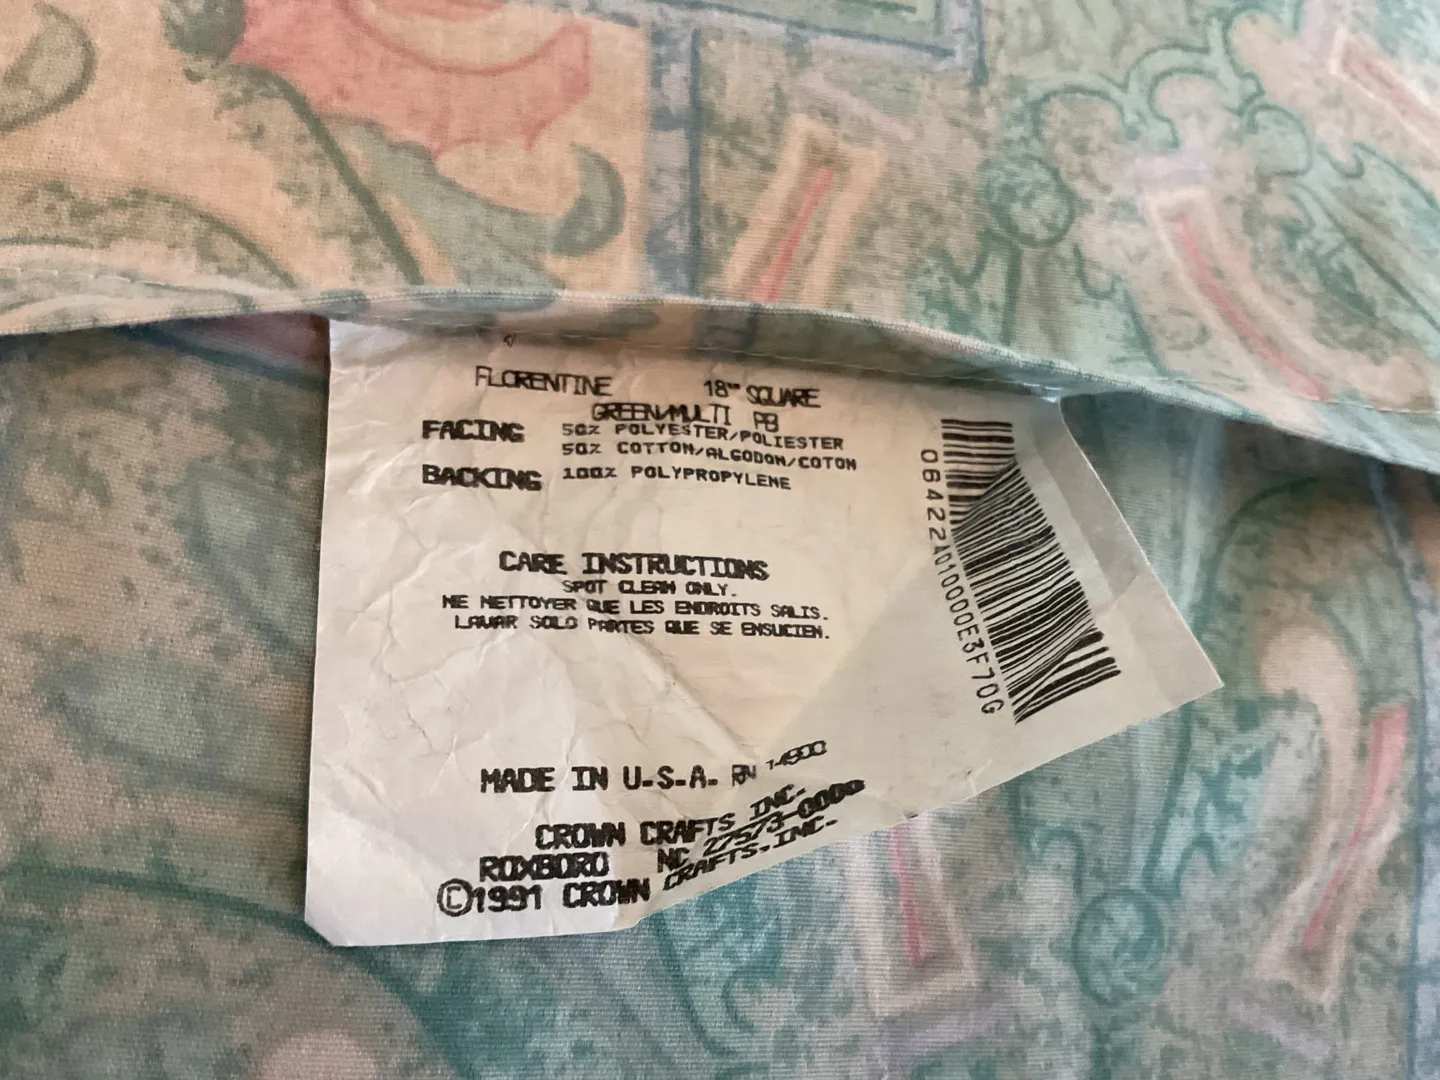 FLORENTINE 18" SQUARE
GREEN/MULTI PB
FACING 50% POLYESTER/POLIESTER
50% COTTON/ALGODON/COTON
BACKING 100% POLYPROPYLENE
CARE INSTRUCTIONS
SPOT CLEAN ONLY.
NE NETTOYER QUE LES ENDROITS SALIS.
LAVAR SOLO PARTES QUE SE ENSUCIEN.
MADE IN U.S.A. RN
CROWN CRAFTS INC.
ROXBORO NC 27573-0000
©1991 CROWN CRAFTS, INC.